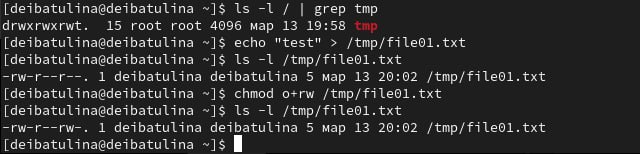 [deibatulina@deibatulina ~]$ ls -l / | grep tmp
drwxrwxrwt.  15 root root 4096 мар 13 19:58 tmp
[deibatulina@deibatulina ~]$ echo "test" > /tmp/file01.txt
[deibatulina@deibatulina ~]$ ls -l /tmp/file01.txt
-rw-r--r--. 1 deibatulina deibatulina 5 мар 13 20:02 /tmp/file01.txt
[deibatulina@deibatulina ~]$ chmod o+rw /tmp/file01.txt
[deibatulina@deibatulina ~]$ ls -l /tmp/file01.txt
-rw-r--rw-. 1 deibatulina deibatulina 5 мар 13 20:02 /tmp/file01.txt
[deibatulina@deibatulina ~]$